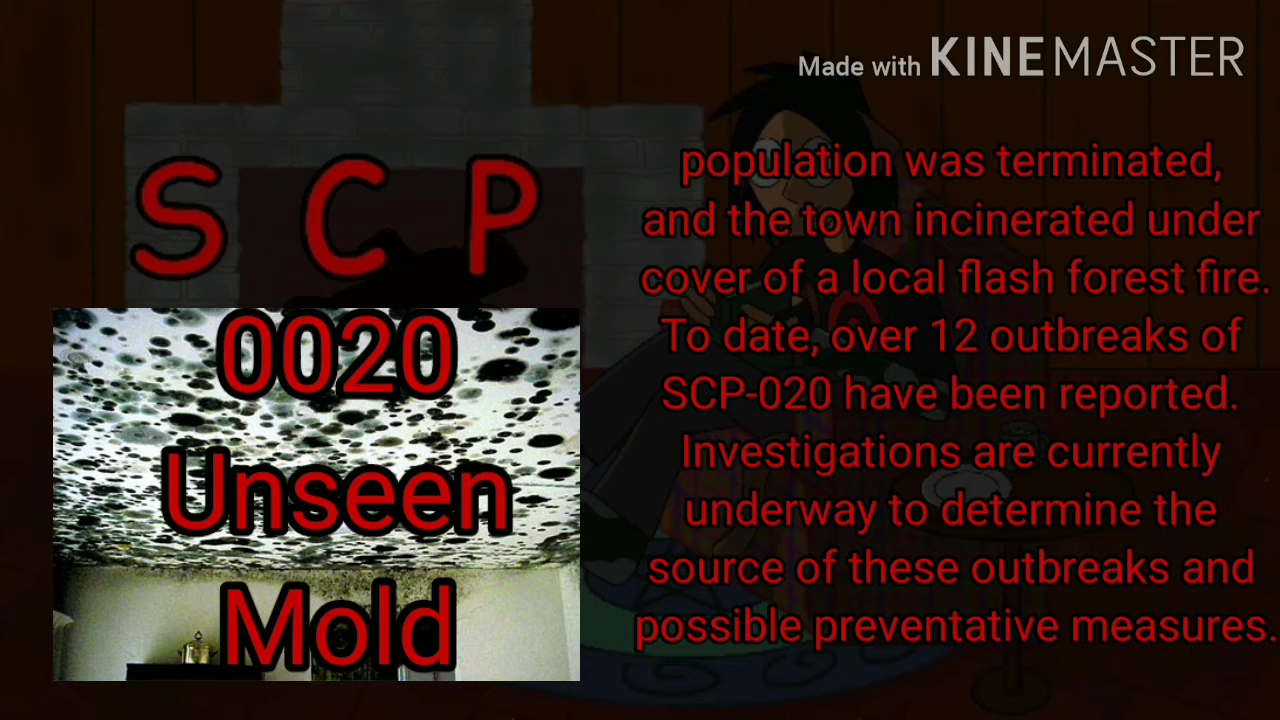 Made with KINEMASTER
S C P
0020
Unseen
Mold
population was terminated,
and the town incinerated under
cover of a local flash forest fire.
To date, over 12 outbreaks of
SCP-020 have been reported.
Investigations are currently
underway to determine the
source of these outbreaks and
possible preventative measures.